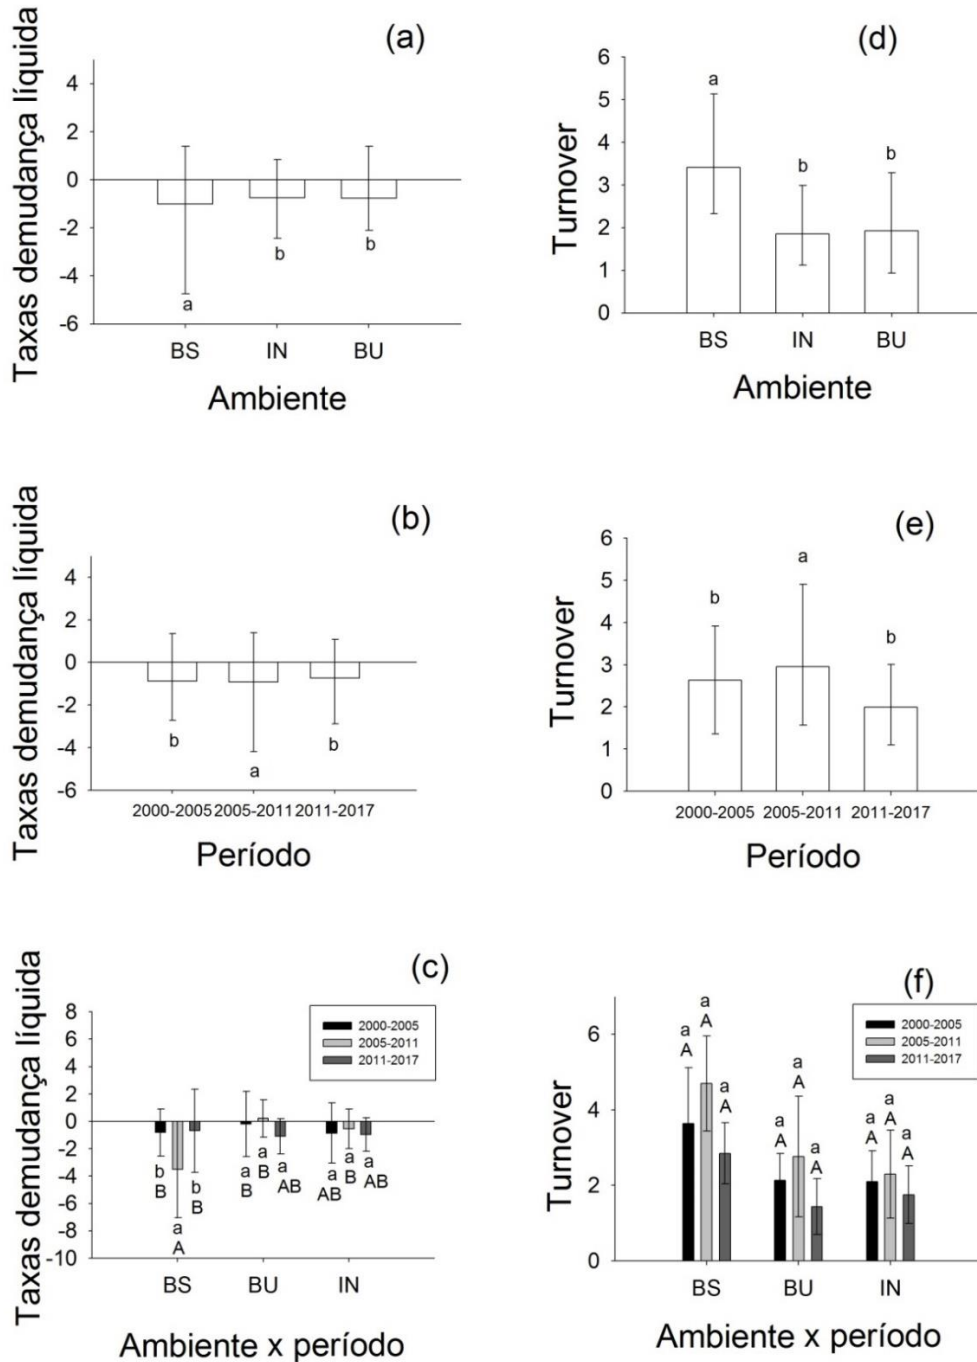 (a)
Taxas demudança líquida
4
2
0
-2
-4
-6
a
b
b
BS IN BU
Ambiente
(d)
Turnover
6
5
4
3
2
1
0
a
b
b
BS IN BU
Ambiente
(b)
Taxas demudança líquida
4
2
0
-2
-4
-6
b
a
b
2000-2005 2005-2011 2011-2017
Período
(e)
Turnover
6
5
4
3
2
1
0
b
a
b
2000-2005 2005-2011 2011-2017
Período
(c)
Taxas demudança líquida
8
6
4
2
0
-2
-4
-6
-8
-10
2000-2005
2005-2011
2011-2017
b
B
a
A
b
B
a
B
a
B
a
AB
a
AB
a
B
a
AB
BS BU IN
Ambiente x período
(f)
Turnover
6
4
2
0
2000-2005
2005-2011
2011-2017
a
A
a
A
a
A
a
A
a
A
a
A
a
A
a
A
a
A
BS BU IN
Ambiente x período